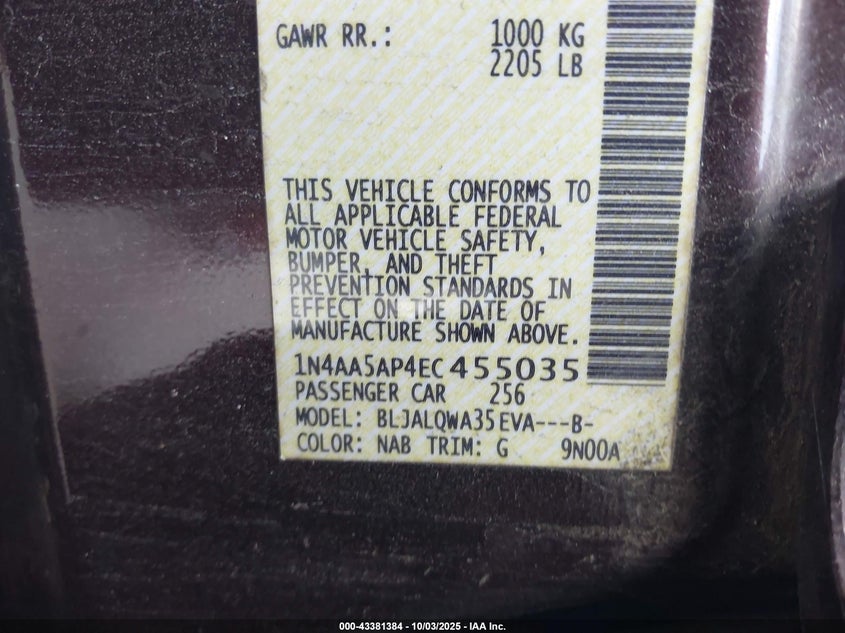 GAWR RR.: 1000 KG
2205 LB
THIS VEHICLE CONFORMS TO
ALL APPLICABLE FEDERAL
MOTOR VEHICLE SAFETY,
BUMPER, AND THEFT
PREVENTION STANDARDS IN
EFFECT ON THE DATE OF
MANUFACTURE SHOWN ABOVE.
1N4AA5AP4EC455035
PASSENGER CAR 256
MODEL: BLJALQWA35EVA---B-
COLOR: NAB TRIM: G 9N00A
000-43381384 - 10/03/2025 - IAA Inc.